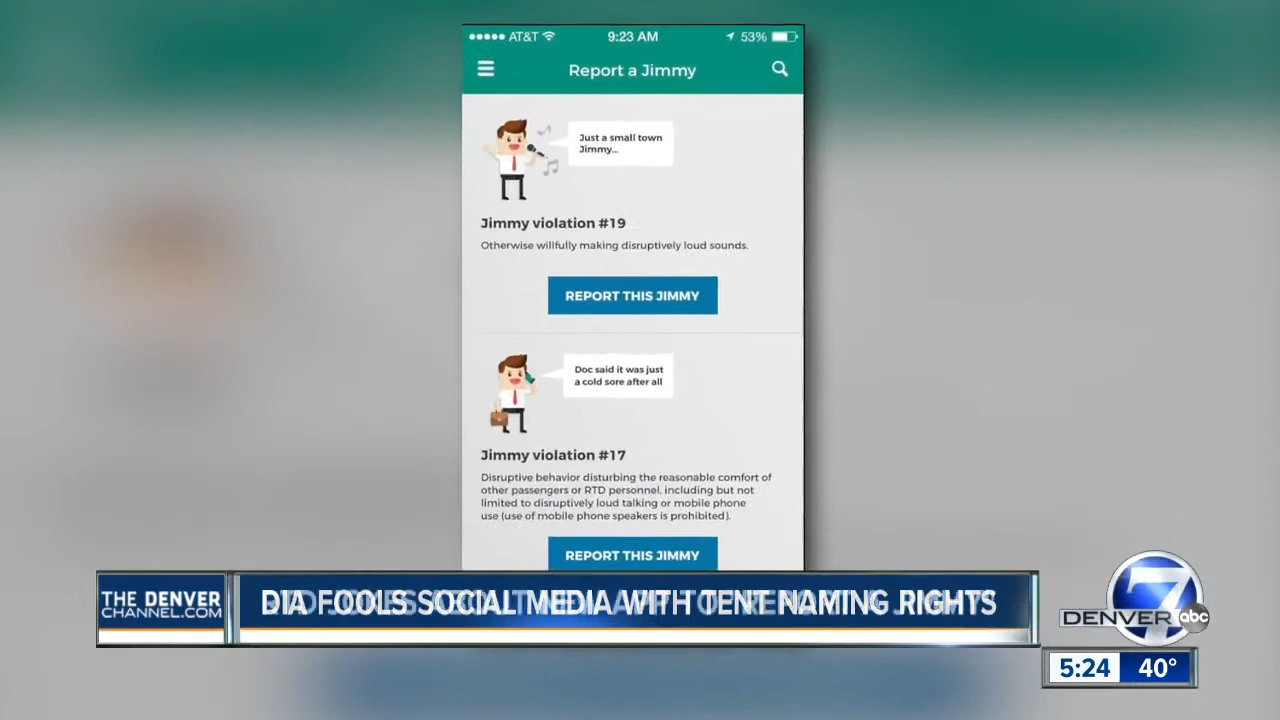 AT&T 9:23 AM 53%
Report a Jimmy
Just a small town
Jimmy...
Jimmy violation #19
Otherwise willfully making disruptively loud sounds.
REPORT THIS JIMMY
Doc said it was just
a cold sore after all
Jimmy violation #17
Disruptive behavior disturbing the reasonable comfort of
other passengers or RTD personnel, including but not
limited to disruptively loud talking or mobile phone
use (use of mobile phone speakers is prohibited).
REPORT THIS JIMMY
THE DENVER
CHANNEL.COM
DIA FOOLS SOCIAL MEDIA WITH TENT NAMING RIGHTS
7
DENVER abc
5:24 40°